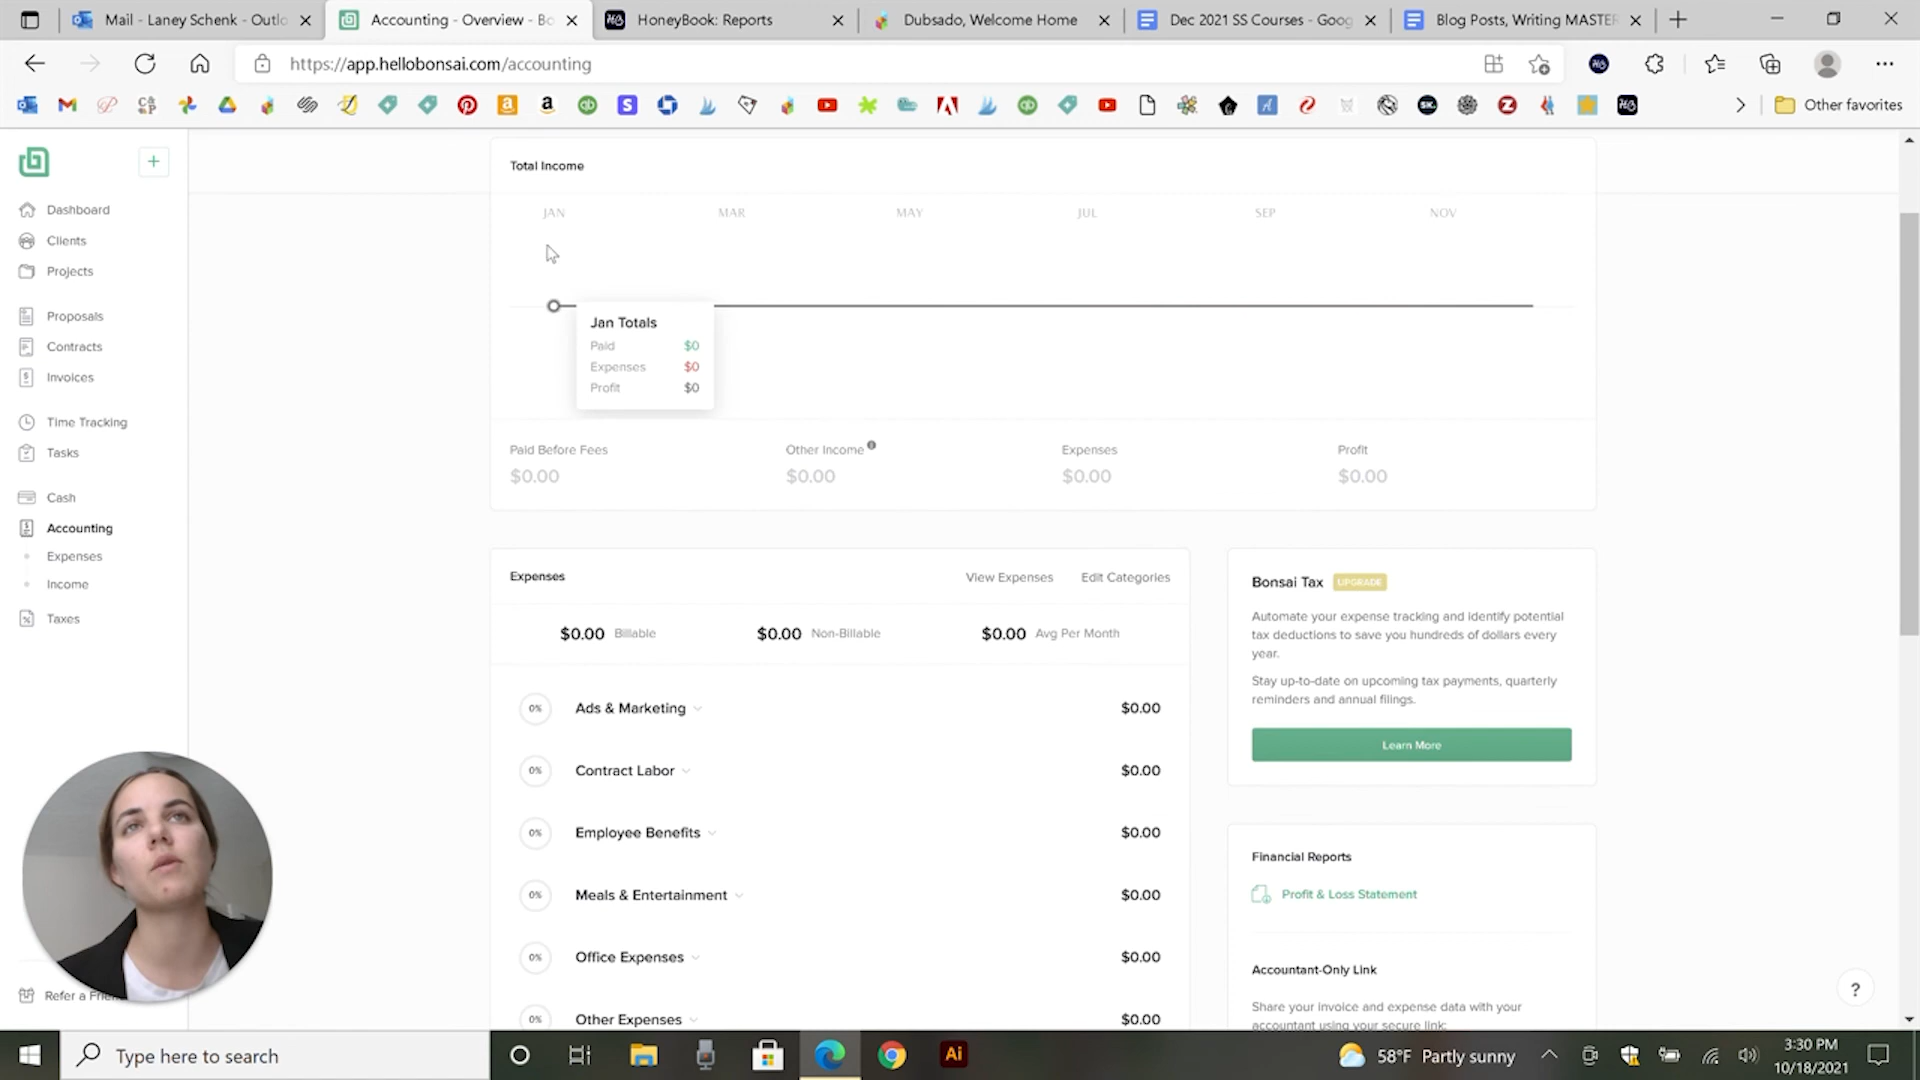 Mail - Laney Schenk - Outlo
Accounting - Overview - Bo
HoneyBook: Reports
Dubsado, Welcome Home
Dec 2021 SS Courses - Goog
Blog Posts, Writing MASTER
https://app.hellobonsai.com/accounting
Other favorites
Dashboard
Clients
Projects
Proposals
Contracts
Invoices
Time Tracking
Tasks
Cash
Accounting
Expenses
Income
Taxes
Refer a Frie
Total Income
JAN MAR MAY JUL SEP NOV
Jan Totals
Paid $0
Expenses $0
Profit $0
Paid Before Fees Other Income Expenses Profit
$0.00 $0.00 $0.00 $0.00
Expenses View Expenses Edit Categories
$0.00 Billable $0.00 Non-Billable $0.00 Avg Per Month
0% Ads & Marketing $0.00
0% Contract Labor $0.00
0% Employee Benefits $0.00
0% Meals & Entertainment $0.00
0% Office Expenses $0.00
0% Other Expenses $0.00
Bonsai Tax UPGRADE
Automate your expense tracking and identify potential
tax deductions to save you hundreds of dollars every
year.
Stay up-to-date on upcoming tax payments, quarterly
reminders and annual filings.
Learn More
Financial Reports
Profit & Loss Statement
Accountant-Only Link
Share your invoice and expense data with your
accountant using your secure link:
?
Type here to search
Ai
58°F Partly sunny
3:30 PM
10/18/2021